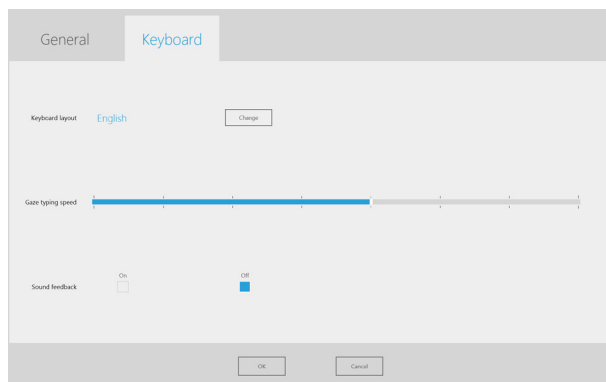 General Keyboard
Keyboard layout English Change
Gaze typing speed
On Off
Sound feedback
OK Cancel